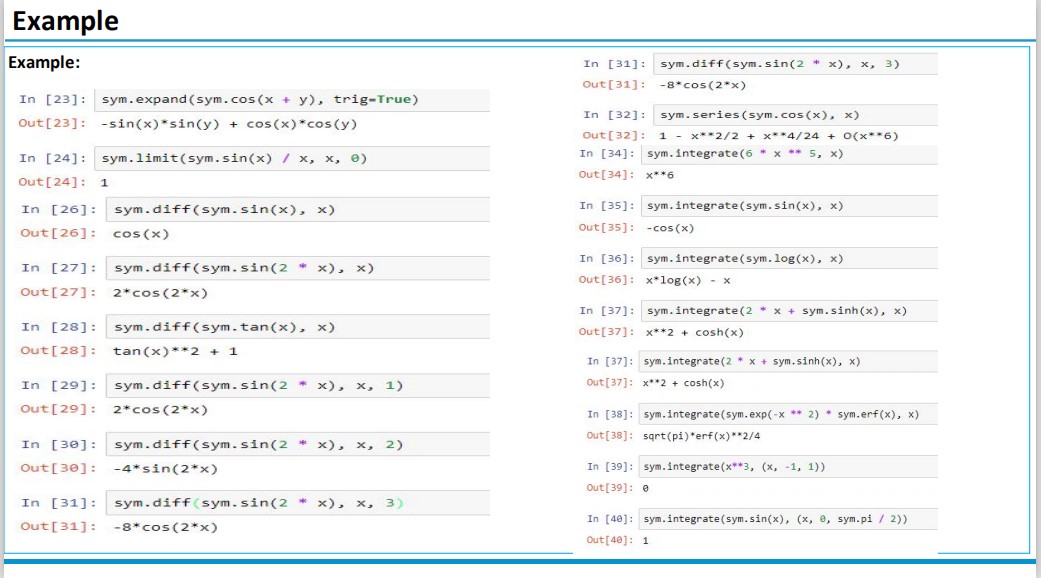 Example
Example:
In [23]: sym.expand(sym.cos(x + y), trig=True)
Out[23]: -sin(x)*sin(y) + cos(x)*cos(y)
In [24]: sym.limit(sym.sin(x) / x, x, 0)
Out[24]: 1
In [26]: sym.diff(sym.sin(x), x)
Out[26]: cos(x)
In [27]: sym.diff(sym.sin(2 * x), x)
Out[27]: 2*cos(2*x)
In [28]: sym.diff(sym.tan(x), x)
Out[28]: tan(x)**2 + 1
In [29]: sym.diff(sym.sin(2 * x), x, 1)
Out[29]: 2*cos(2*x)
In [30]: sym.diff(sym.sin(2 * x), x, 2)
Out[30]: -4*sin(2*x)
In [31]: sym.diff(sym.sin(2 * x), x, 3)
Out[31]: -8*cos(2*x)
In [31]: sym.diff(sym.sin(2 * x), x, 3)
Out[31]: -8*cos(2*x)
In [32]: sym.series(sym.cos(x), x)
Out[32]: 1 - x**2/2 + x**4/24 + O(x**6)
In [34]: sym.integrate(6 * x ** 5, x)
Out[34]: x**6
In [35]: sym.integrate(sym.sin(x), x)
Out[35]: -cos(x)
In [36]: sym.integrate(sym.log(x), x)
Out[36]: x*log(x) - x
In [37]: sym.integrate(2 * x + sym.sinh(x), x)
Out[37]: x**2 + cosh(x)
In [37]: sym.integrate(2 * x + sym.sinh(x), x)
Out[37]: x**2 + cosh(x)
In [38]: sym.integrate(sym.exp(-x ** 2) * sym.erf(x), x)
Out[38]: sqrt(pi)*erf(x)**2/4
In [39]: sym.integrate(x**3, (x, -1, 1))
Out[39]: 0
In [40]: sym.integrate(sym.sin(x), (x, 0, sym.pi / 2))
Out[40]: 1